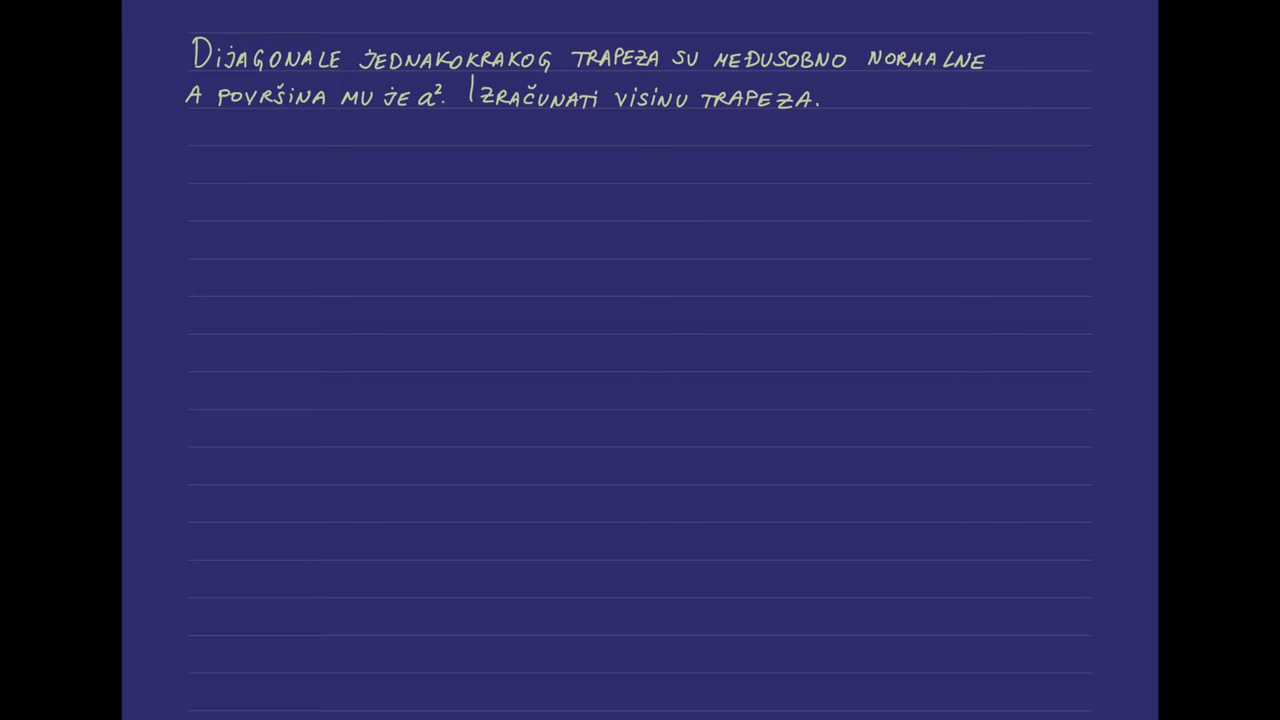 DIJAGONALE JEDNAKOKRAKOG TRAPEZA SU MEĐUSOBNO NORMALNE
A POVRŠINA MU JE a². IZRAČUNATI VISINU TRAPEZA.